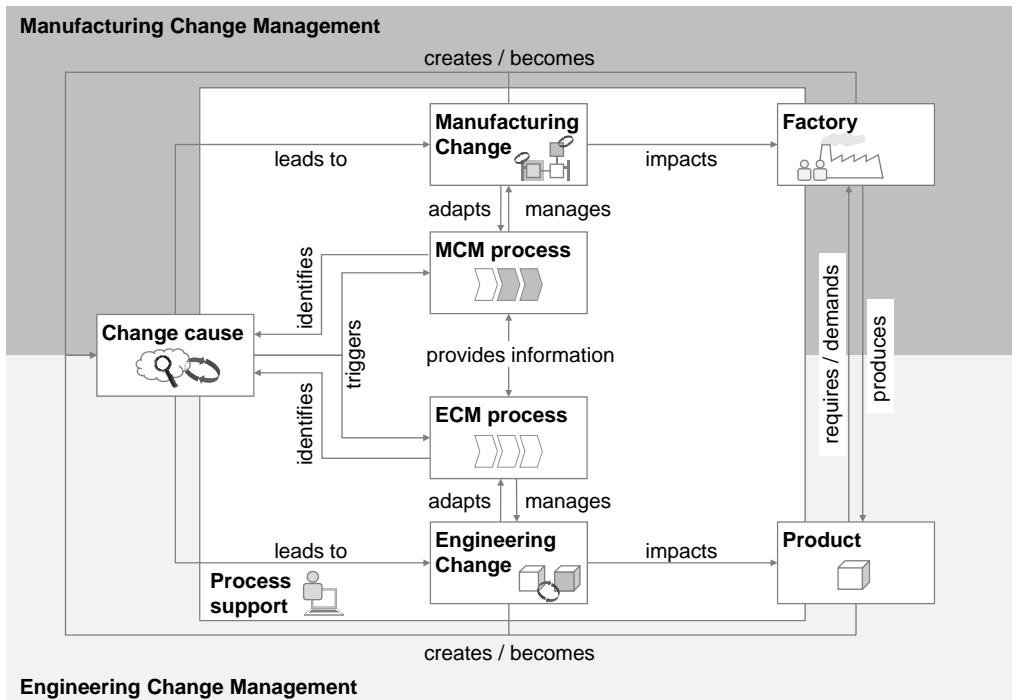 Manufacturing Change Management
creates / becomes
Manufacturing
Change
Factory
leads to
impacts
adapts
manages
MCM process
identifies
triggers
Change cause
provides information
requires / demands
produces
identifies
ECM process
adapts
manages
Engineering
Change
Product
leads to
impacts
Process
support
creates / becomes
Engineering Change Management